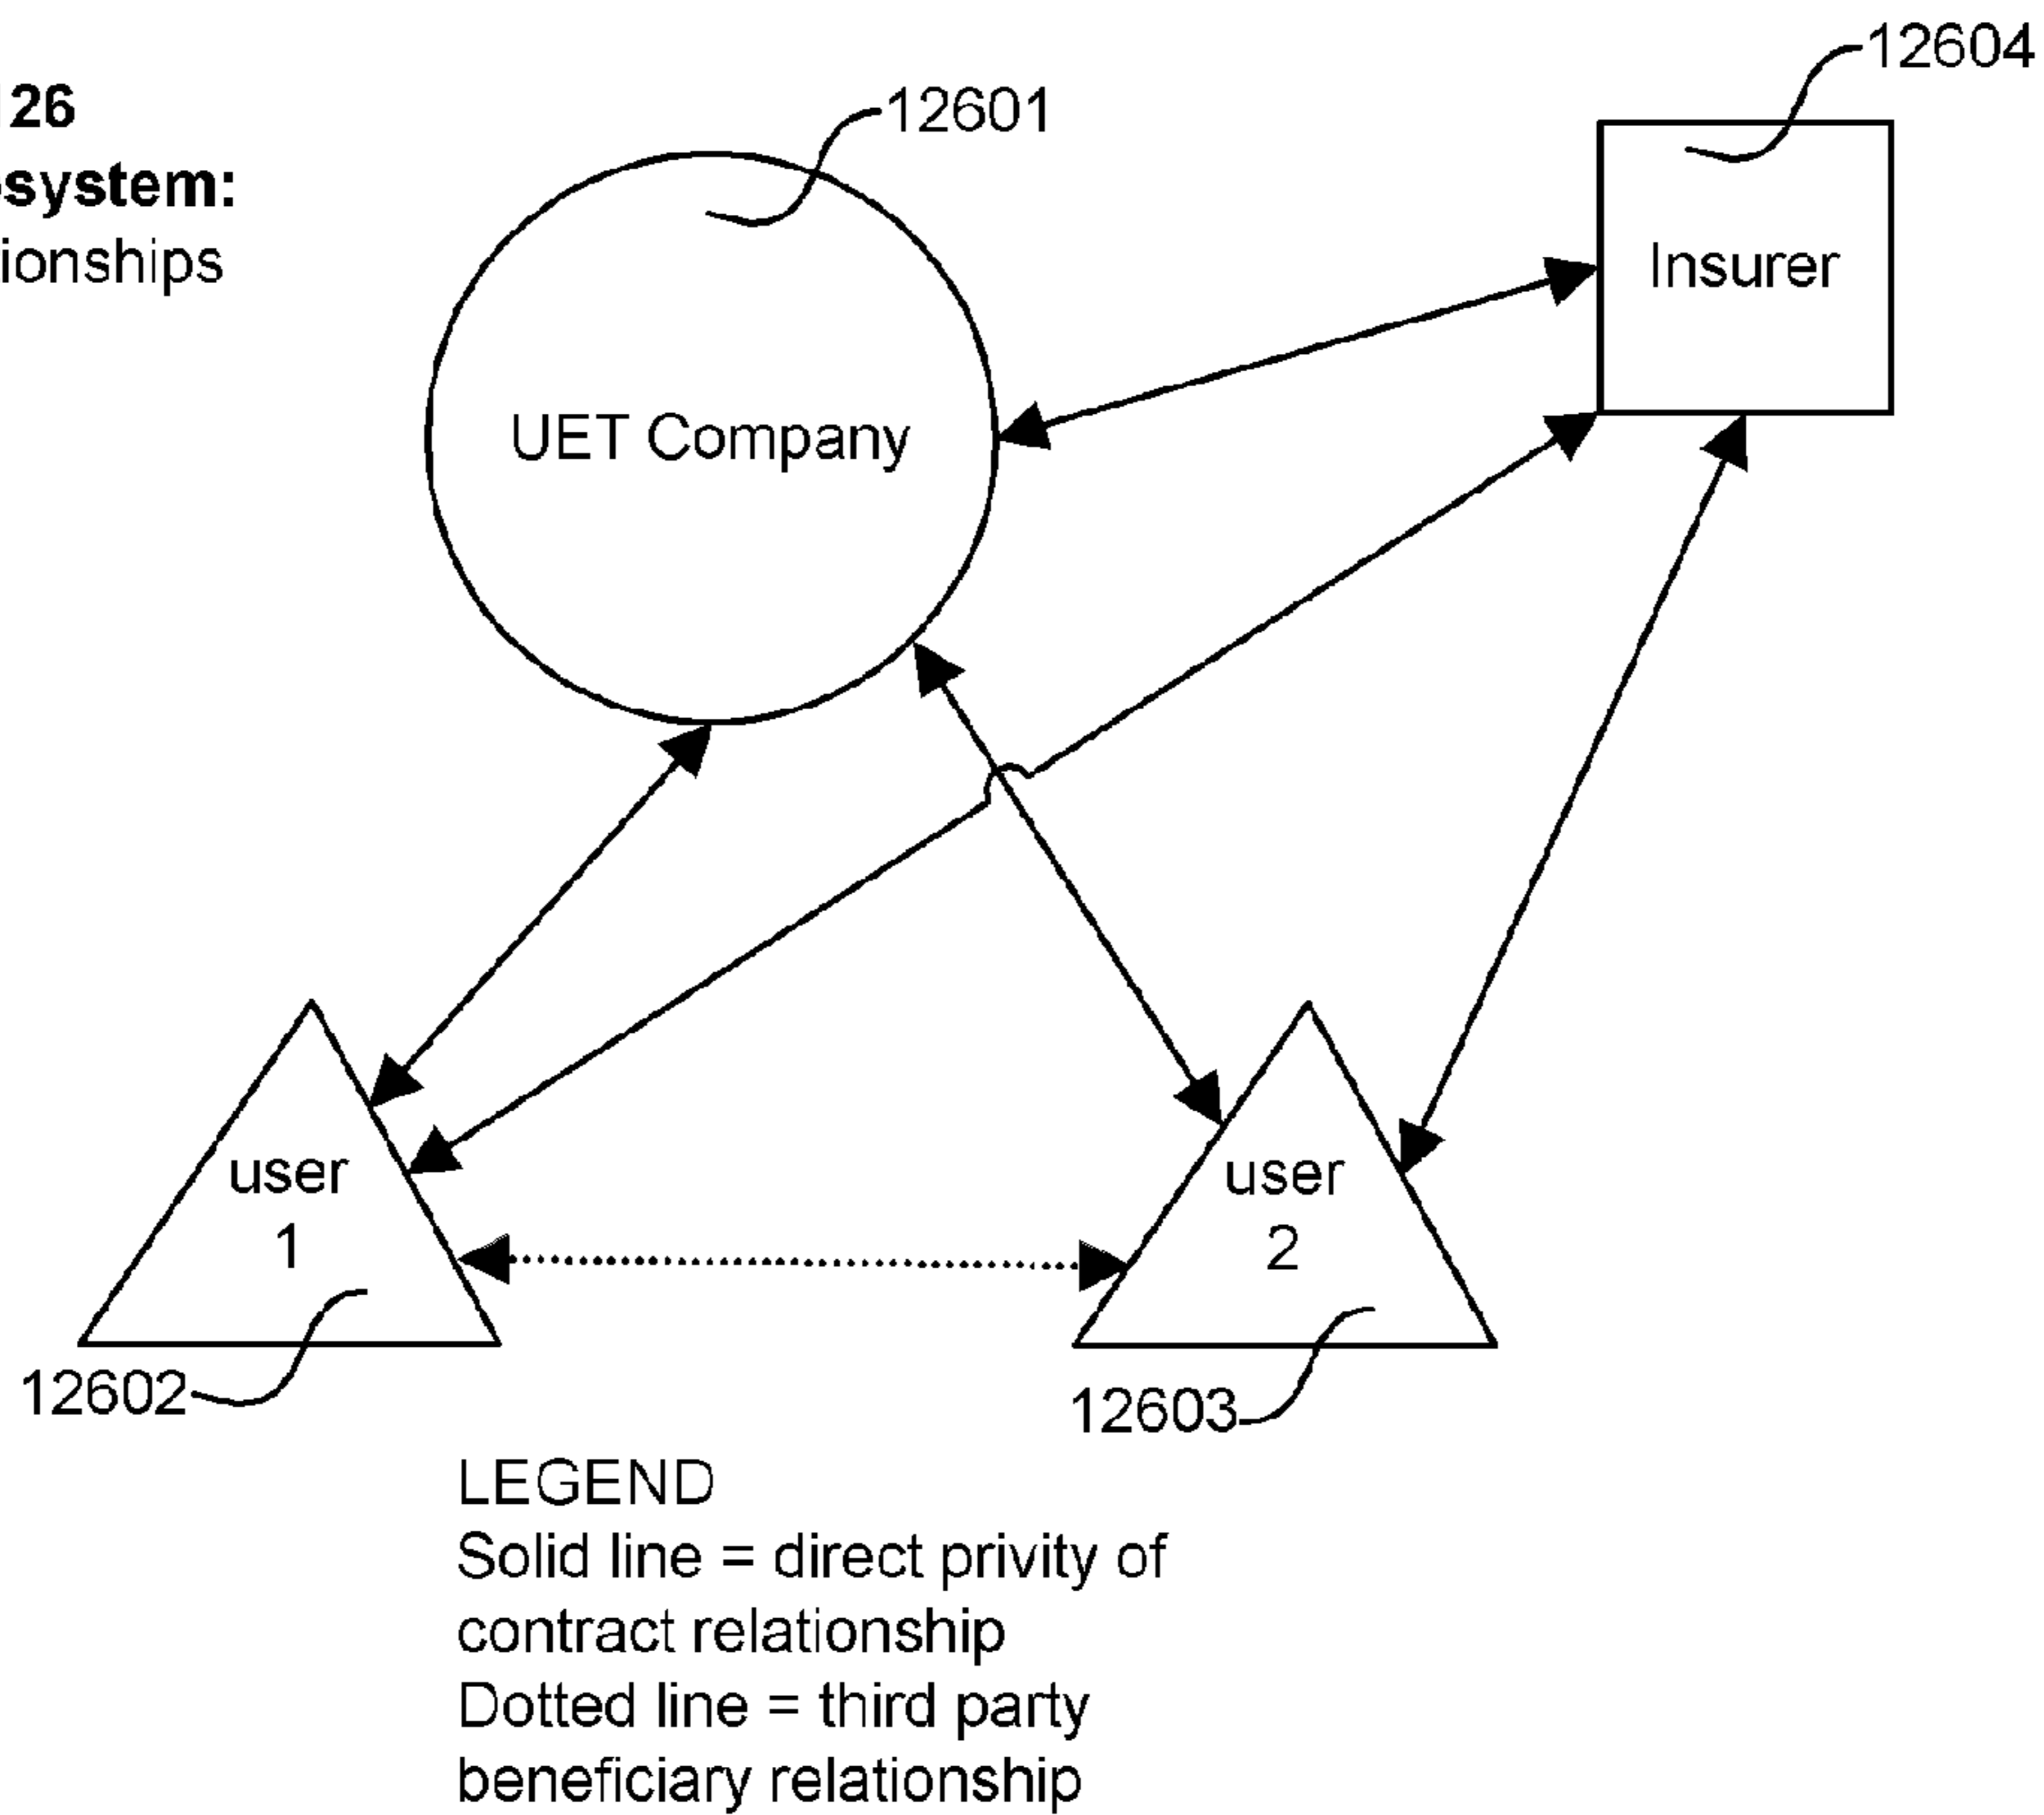 26
system:
ionships
12601
12604
UET Company
Insurer
user
1
user
2
12602
12603
LEGEND
Solid line = direct privity of
contract relationship
Dotted line = third party
beneficiary relationship